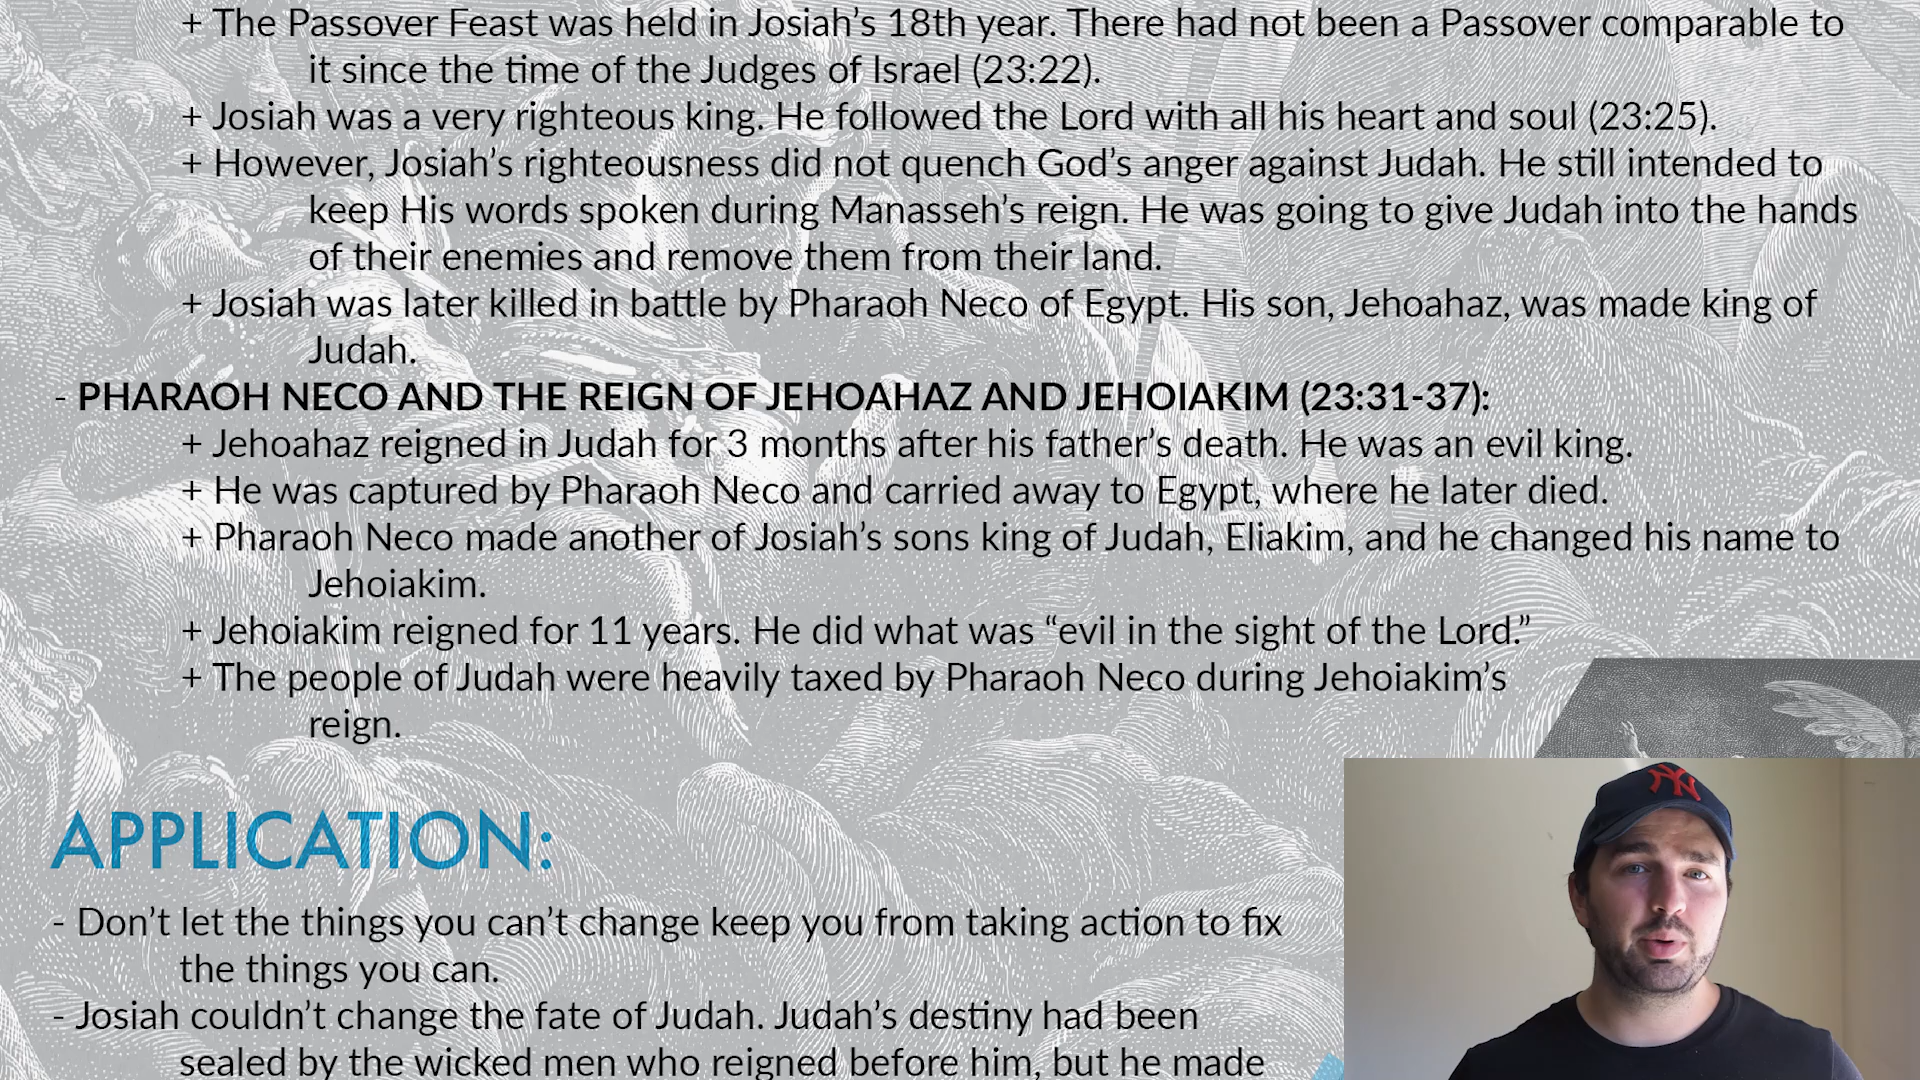 + The Passover Feast was held in Josiah’s 18th year. There had not been a Passover comparable to
it since the time of the Judges of Israel (23:22).
+ Josiah was a very righteous king. He followed the Lord with all his heart and soul (23:25).
+ However, Josiah’s righteousness did not quench God’s anger against Judah. He still intended to
keep His words spoken during Manasseh’s reign. He was going to give Judah into the hands
of their enemies and remove them from their land.
+ Josiah was later killed in battle by Pharaoh Neco of Egypt. His son, Jehoahaz, was made king of
Judah.
- PHARAOH NECO AND THE REIGN OF JEHOAHAZ AND JEHOIAKIM (23:31-37):
+ Jehoahaz reigned in Judah for 3 months after his father’s death. He was an evil king.
+ He was captured by Pharaoh Neco and carried away to Egypt, where he later died.
+ Pharaoh Neco made another of Josiah’s sons king of Judah, Eliakim, and he changed his name to
Jehoiakim.
+ Jehoiakim reigned for 11 years. He did what was “evil in the sight of the Lord.”
+ The people of Judah were heavily taxed by Pharaoh Neco during Jehoiakim’s
reign.
APPLICATION:
- Don’t let the things you can’t change keep you from taking action to fix
the things you can.
- Josiah couldn’t change the fate of Judah. Judah’s destiny had been
sealed by the wicked men who reigned before him, but he made
NY